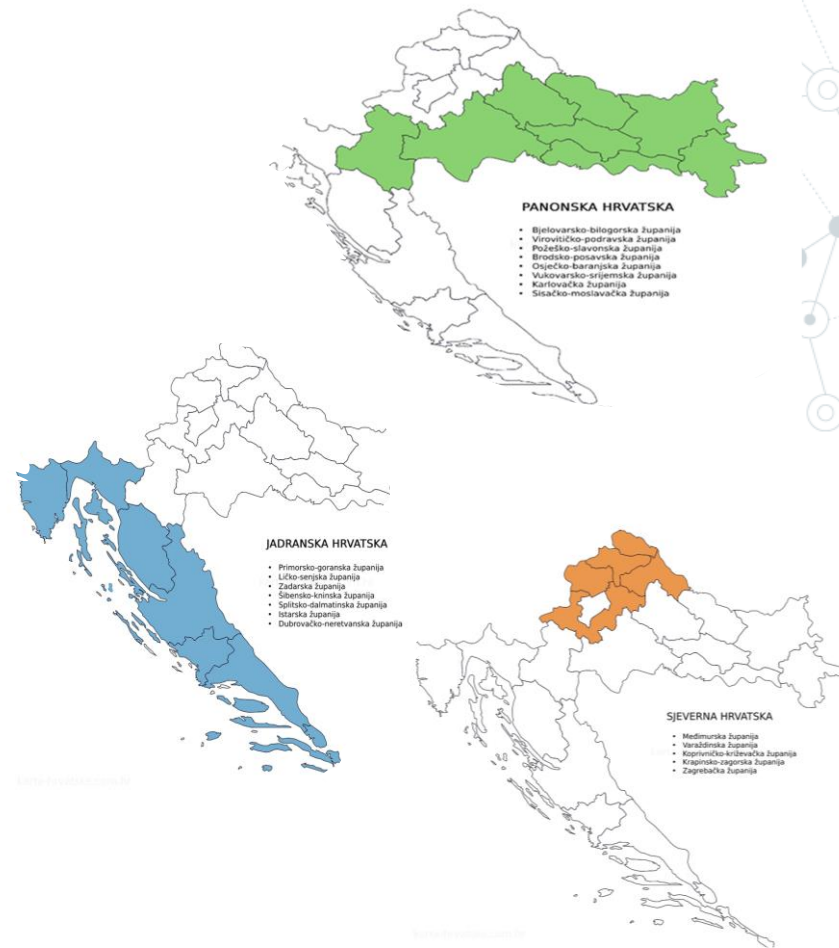 PANONSKA HRVATSKA
• Bjelovarsko-bilogorska županija
• Virovitičko-podravska županija
• Požeško-slavonska županija
• Brodsko-posavska županija
• Osječko-baranjska županija
• Vukovarsko-srijemska županija
• Karlovačka županija
• Sisačko-moslavačka županija
JADRANSKA HRVATSKA
• Primorsko-goranska županija
• Ličko-senjska županija
• Zadarska županija
• Šibensko-kninska županija
• Splitsko-dalmatinska županija
• Istarska županija
• Dubrovačko-neretvanska županija
SJEVERNA HRVATSKA
• Međimurska županija
• Varaždinska županija
• Koprivničko-križevačka županija
• Krapinsko-zagorska županija
• Zagrebačka županija